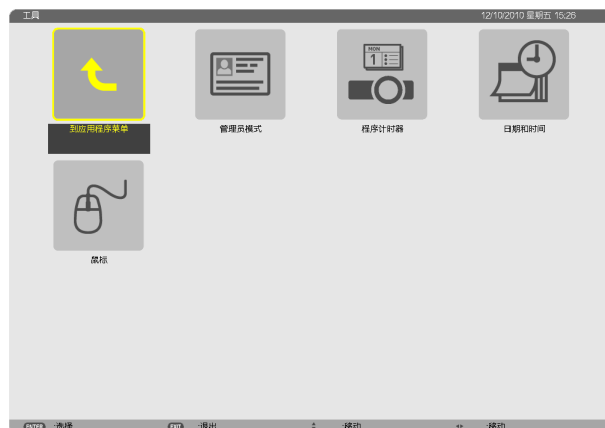 工具
12/10/2010 星期五 15:26
MON
1
到应用程序菜单
管理员模式
程序计时器
日期和时间
鼠标
ENTER :选择
EXIT :退出
:移动
:移动